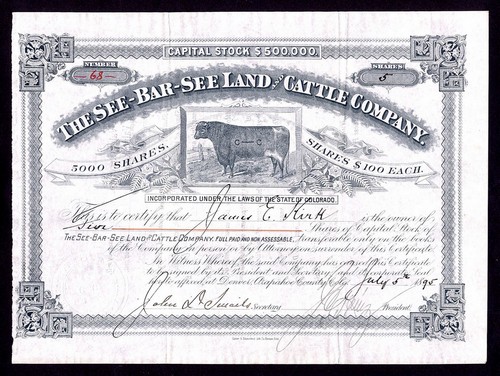 CAPITAL STOCK $500,000.
NUMBER
68
SHARES
5
THE SEE-BAR-SEE LAND AND CATTLE COMPANY.
5000 SHARES.
SHARES $100 EACH.
C-C
INCORPORATED UNDER THE LAWS OF THE STATE OF COLORADO.
This is to certify that James E. Kirk is the owner of
Five Shares of Capital Stock of
THE SEE-BAR-SEE LAND AND CATTLE COMPANY, FULL PAID AND NON ASSESSABLE, transferable only on the books
of the Company in person or by Attorney on surrender of this Certificate.
In Witness Whereof the said Company has caused this Certificate
to be signed by its President and Secretary and its corporate seal
to be affixed at Denver, Arapahoe County, Colo. July 5th 1895
John D. Secretary President